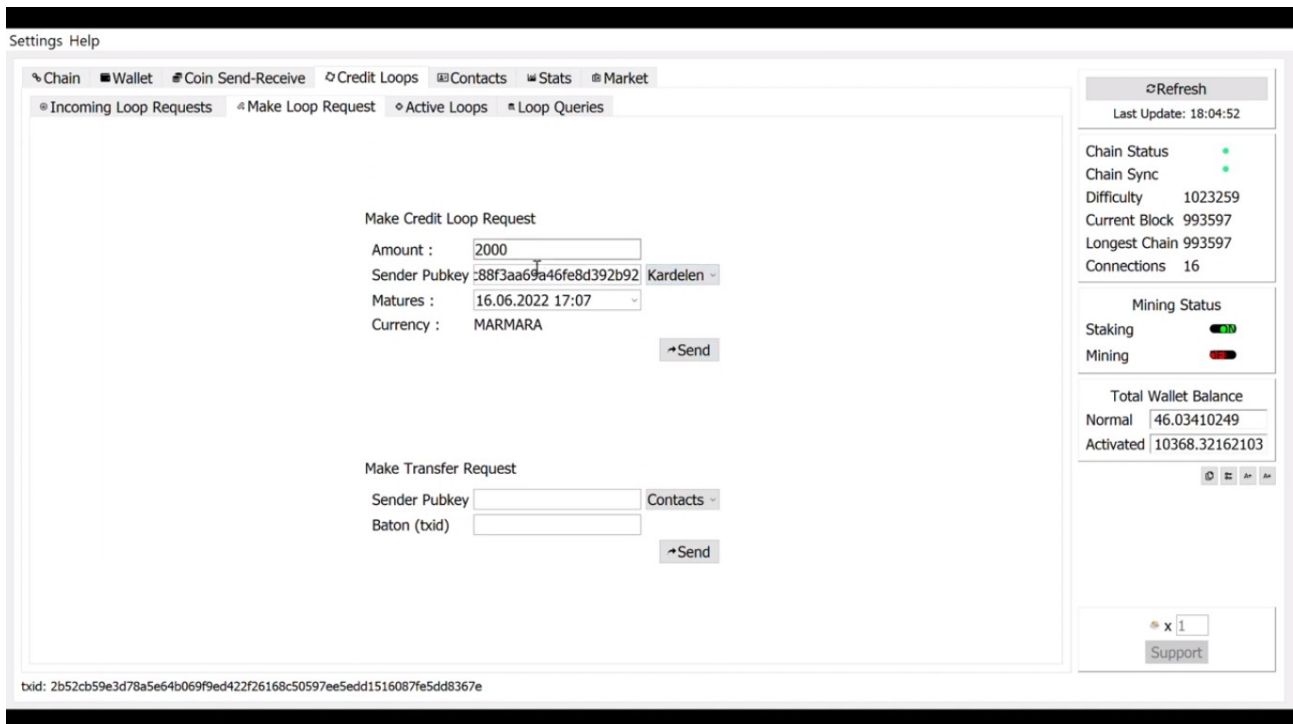 Settings Help
Chain Wallet Coin Send-Receive Credit Loops Contacts Stats Market
Incoming Loop Requests Make Loop Request Active Loops Loop Queries
Make Credit Loop Request
Amount : 2000
Sender Pubkey :88f3aa69a46fe8d392b92 Kardelen
Matures : 16.06.2022 17:07
Currency : MARMARA
Send
Make Transfer Request
Sender Pubkey Contacts
Baton (txid)
Send
Refresh
Last Update: 18:04:52
Chain Status
Chain Sync
Difficulty 1023259
Current Block 993597
Longest Chain 993597
Connections 16
Mining Status
Staking ON
Mining
Total Wallet Balance
Normal 46.03410249
Activated 10368.32162103
x 1
Support
txid: 2b52cb59e3d78a5e64b069f9ed422f26168c50597ee5edd1516087fe5dd8367e